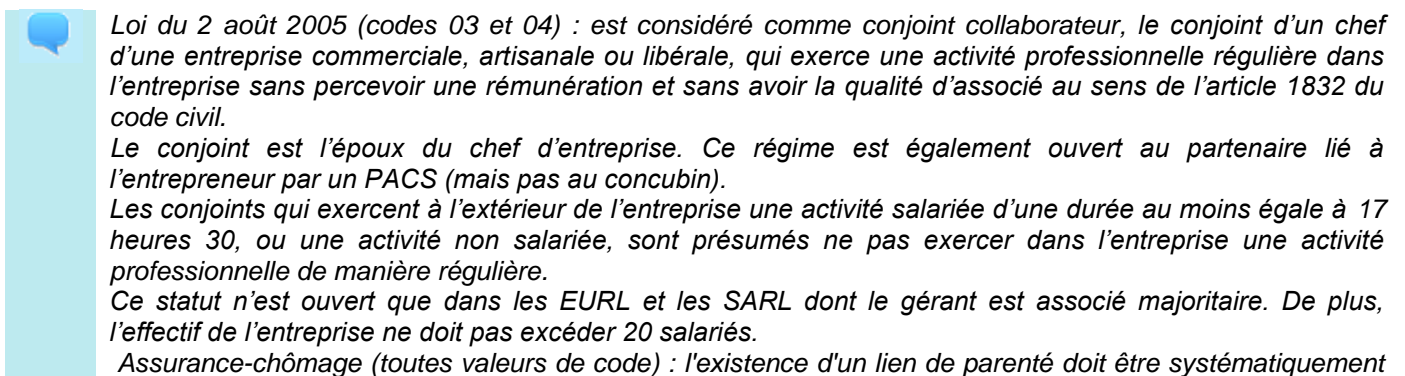 Loi du 2 août 2005 (codes 03 et 04) : est considéré comme conjoint collaborateur, le conjoint d’un chef
d’une entreprise commerciale, artisanale ou libérale, qui exerce une activité professionnelle régulière dans
l’entreprise sans percevoir une rémunération et sans avoir la qualité d’associé au sens de l’article 1832 du
code civil.
Le conjoint est l’époux du chef d’entreprise. Ce régime est également ouvert au partenaire lié à
l’entrepreneur par un PACS (mais pas au concubin).
Les conjoints qui exercent à l’extérieur de l’entreprise une activité salariée d’une durée au moins égale à 17
heures 30, ou une activité non salariée, sont présumés ne pas exercer dans l’entreprise une activité
professionnelle de manière régulière.
Ce statut n’est ouvert que dans les EURL et les SARL dont le gérant est associé majoritaire. De plus,
l’effectif de l’entreprise ne doit pas excéder 20 salariés.
Assurance-chômage (toutes valeurs de code) : l'existence d'un lien de parenté doit être systématiquement